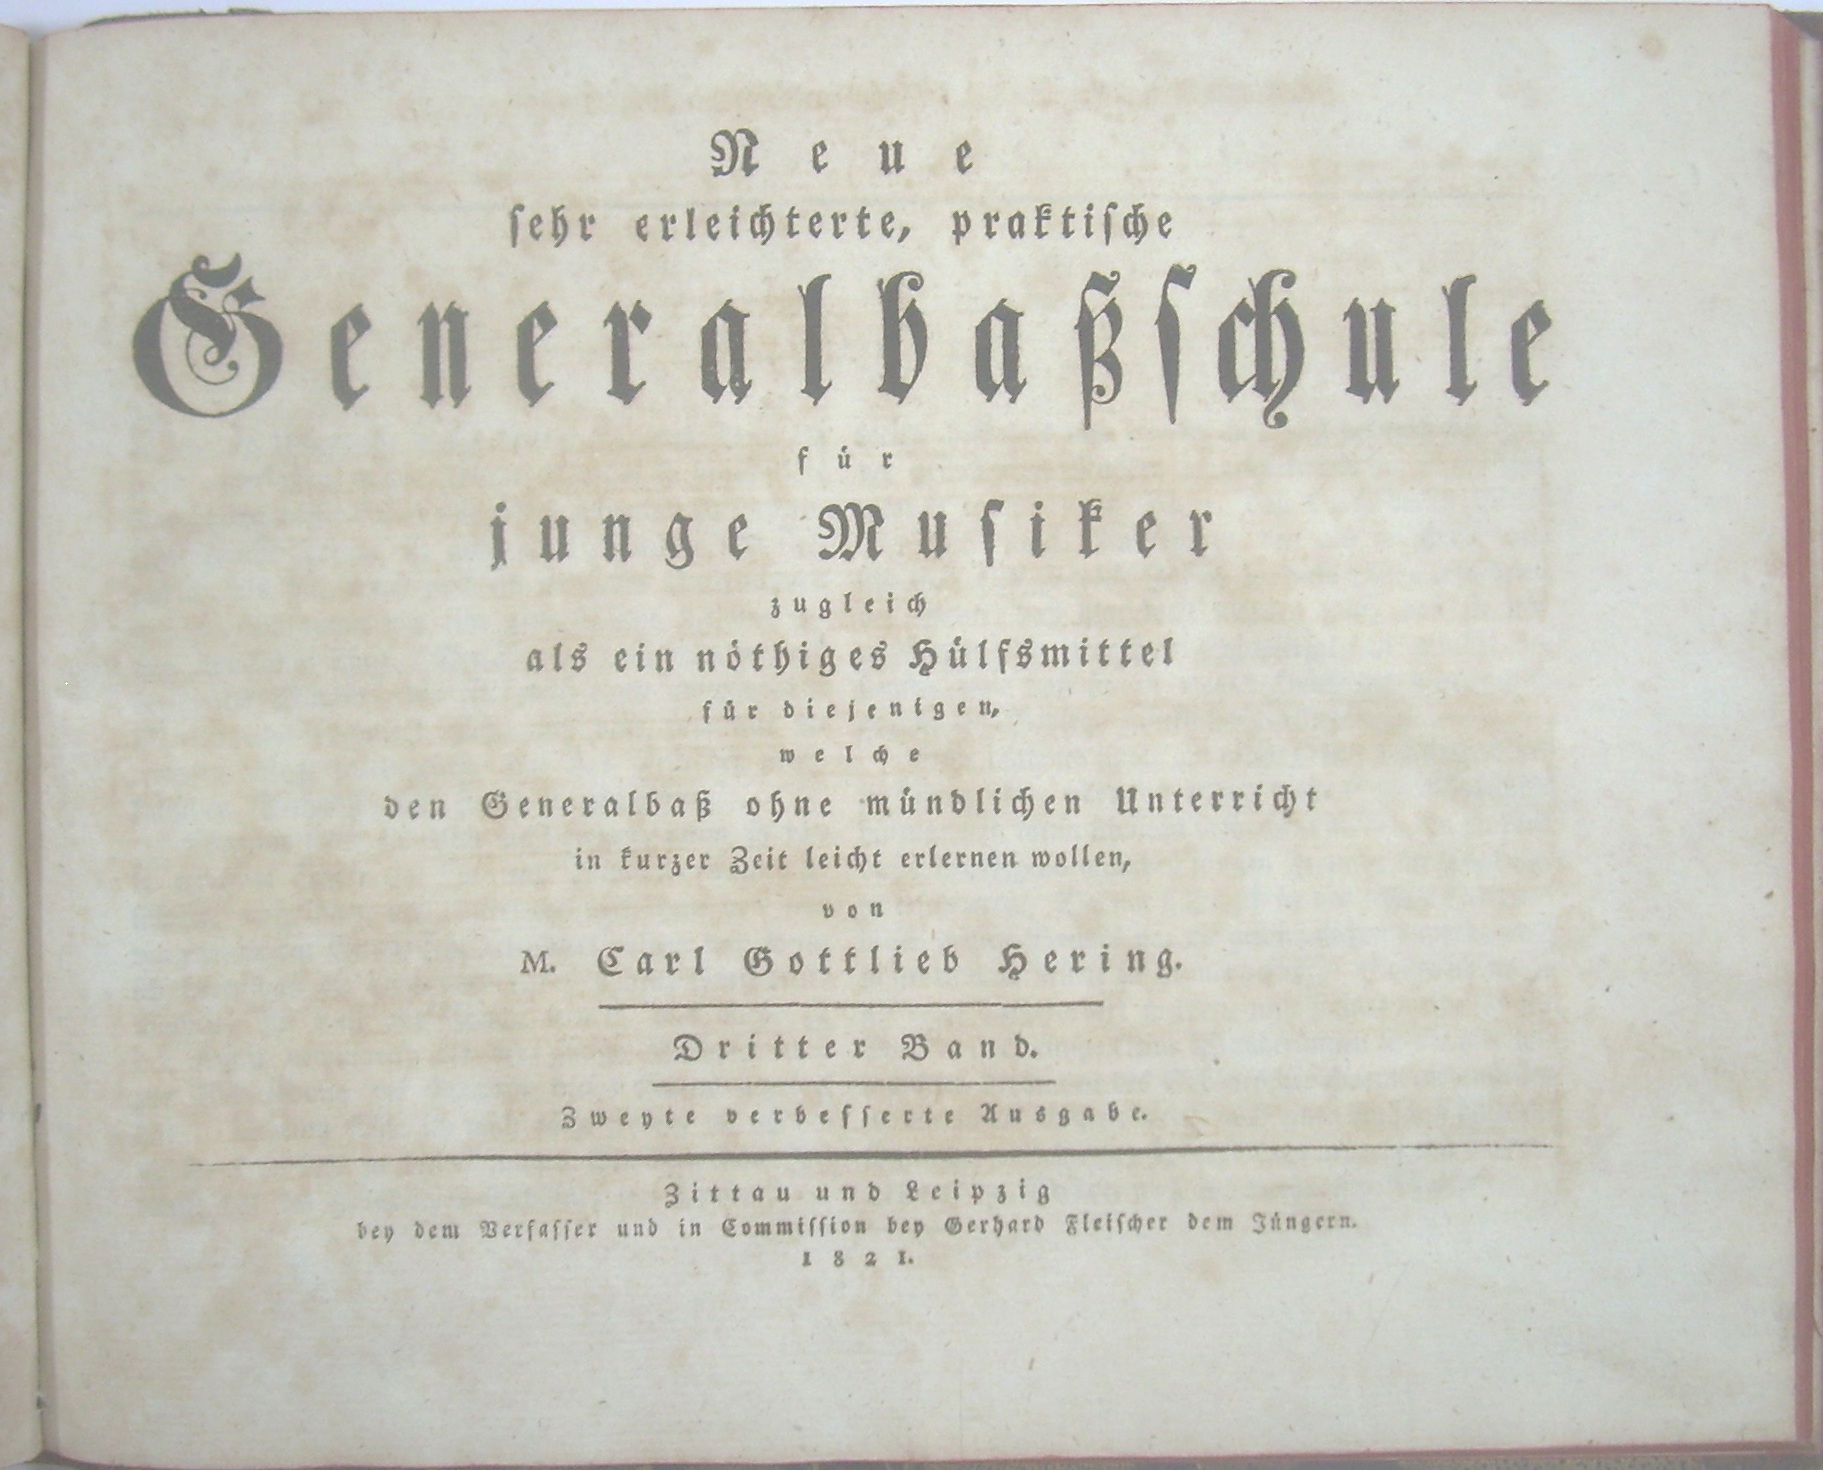 Neue
sehr erleichterte, praktische
Generalbaßschule
für
junge Musiker
zugleich
als ein nöthiges Hülfsmittel
für diejenigen,
welche
den Generalbaß ohne mündlichen Unterricht
in kurzer Zeit leicht erlernen wollen,
von
M. Carl Gottlieb Hering.
Dritter Band.
Zweyte verbesserte Ausgabe.
Zittau und Leipzig
bey dem Verfasser und in Commission bey Gerhard Fleischer dem Jüngern.
1821.